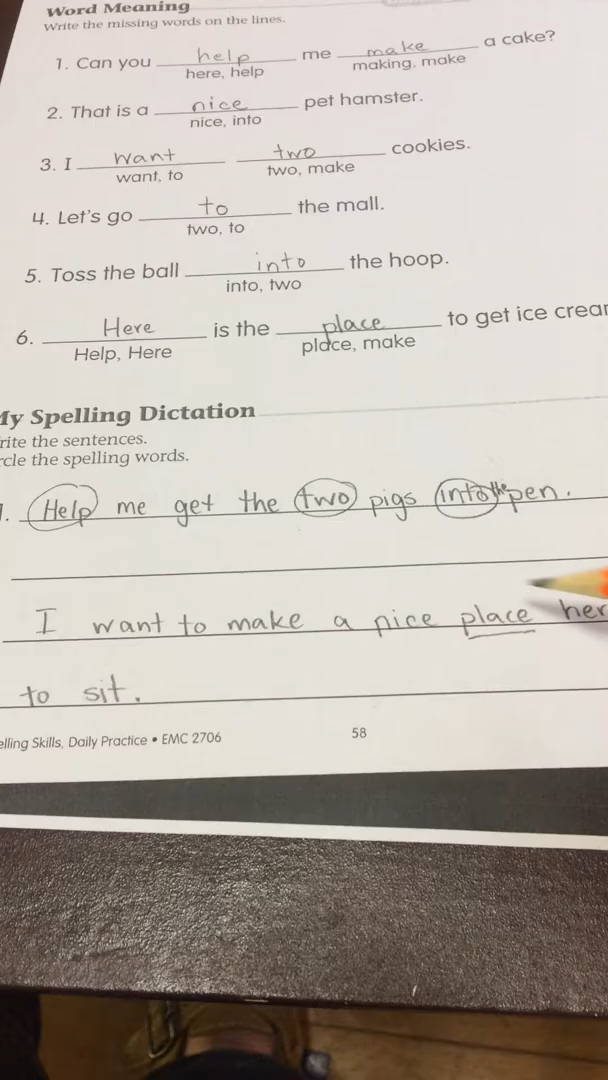 Word Meaning
Write the missing words on the lines.
1. Can you help me make a cake?
here, help making, make
2. That is a nice pet hamster.
nice, into
3. I want two cookies.
want, to two, make
4. Let's go to the mall.
two, to
5. Toss the ball into the hoop.
into, two
6. Here is the place to get ice crear
Help, Here place, make
My Spelling Dictation
rite the sentences.
rcle the spelling words.
1. Help me get the two pigs into the pen.
I want to make a nice place her
to sit.
elling Skills, Daily Practice • EMC 2706 58